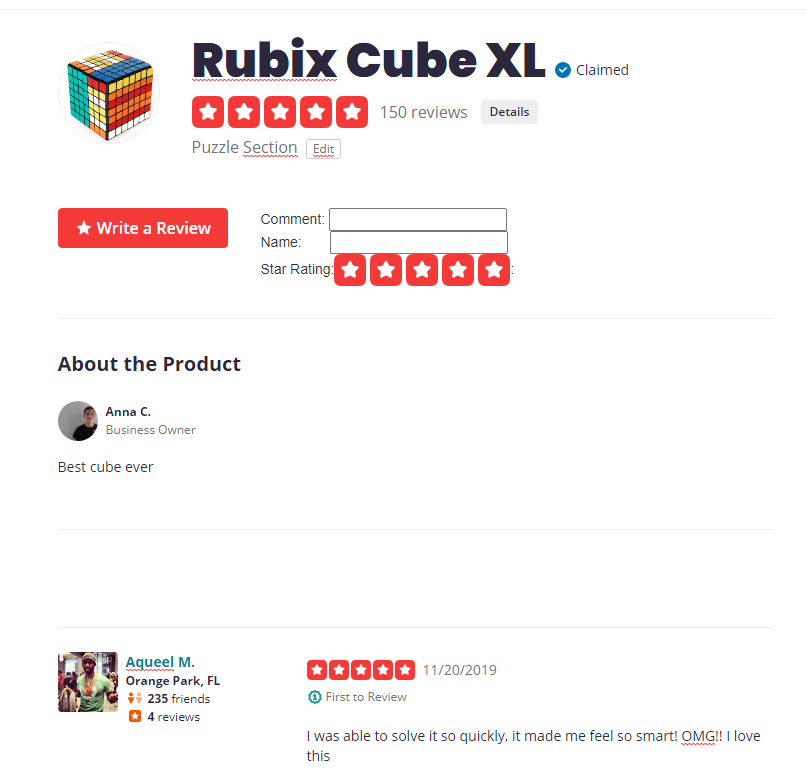 Rubix Cube XL Claimed
150 reviews Details
Puzzle Section Edit
Write a Review
Comment:
Name:
Star Rating: :
About the Product
Anna C.
Business Owner
Best cube ever
Aqueel M.
Orange Park, FL
235 friends
4 reviews
11/20/2019
1 First to Review
I was able to solve it so quickly, it made me feel so smart! OMG!! I love
this